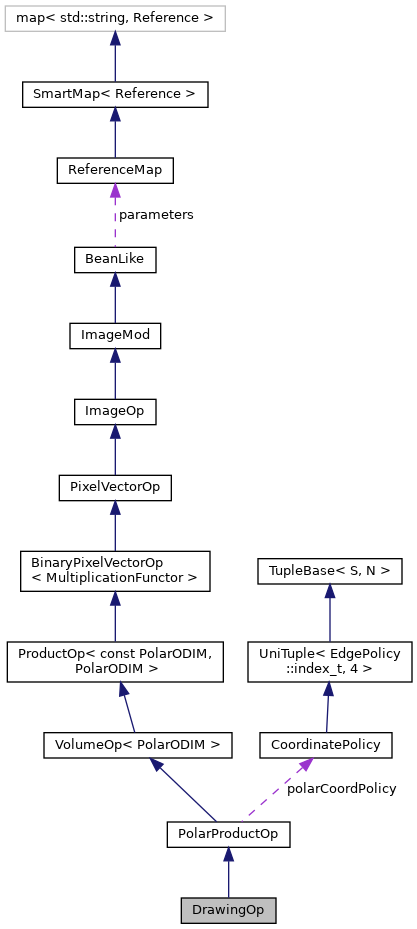 map< std::string, Reference >
SmartMap< Reference >
ReferenceMap
parameters
BeanLike
ImageMod
ImageOp
PixelVectorOp
BinaryPixelVectorOp
< MultiplicationFunctor >
TupleBase< S, N >
ProductOp< const PolarODIM,
PolarODIM >
UniTuple< EdgePolicy
::index_t, 4 >
VolumeOp< PolarODIM >
CoordinatePolicy
polarCoordPolicy
PolarProductOp
DrawingOp